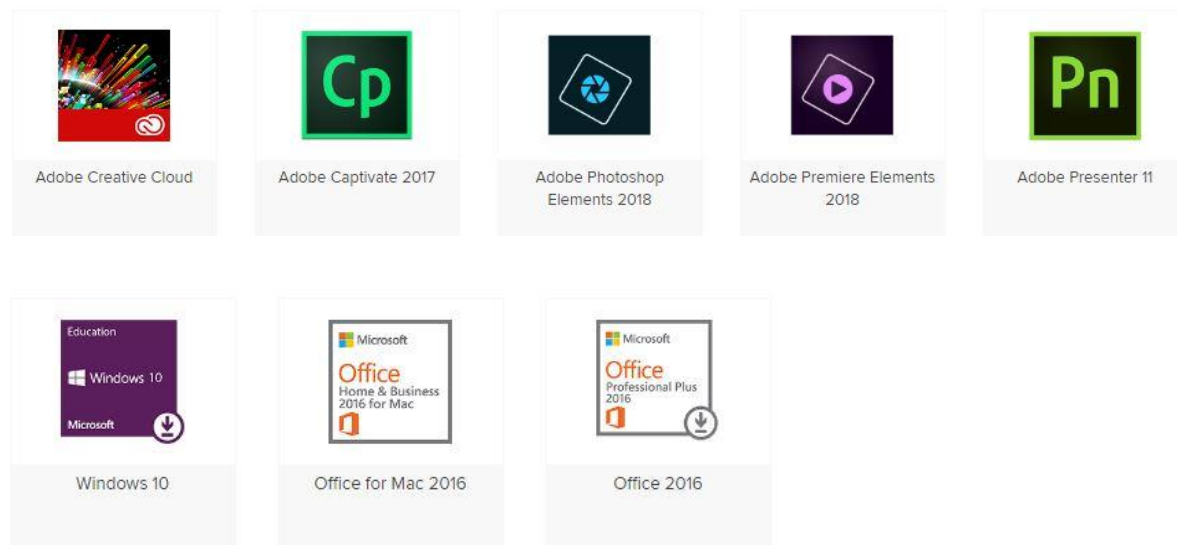 Cp
Pn
Adobe Creative Cloud
Adobe Captivate 2017
Adobe Photoshop
Elements 2018
Adobe Premiere Elements
2018
Adobe Presenter 11
Education
Windows 10
Microsoft
Microsoft
Office
Home & Business
2016 for Mac
Microsoft
Office
Professional Plus
2016
Windows 10
Office for Mac 2016
Office 2016